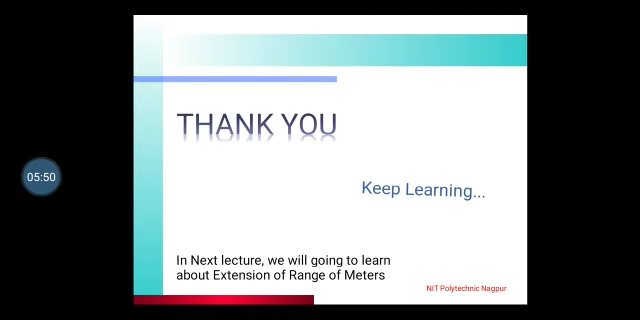 THANK YOU
05:50
Keep Learning...
In Next lecture, we will going to learn
about Extension of Range of Meters
NIT Polytechnic Nagpur